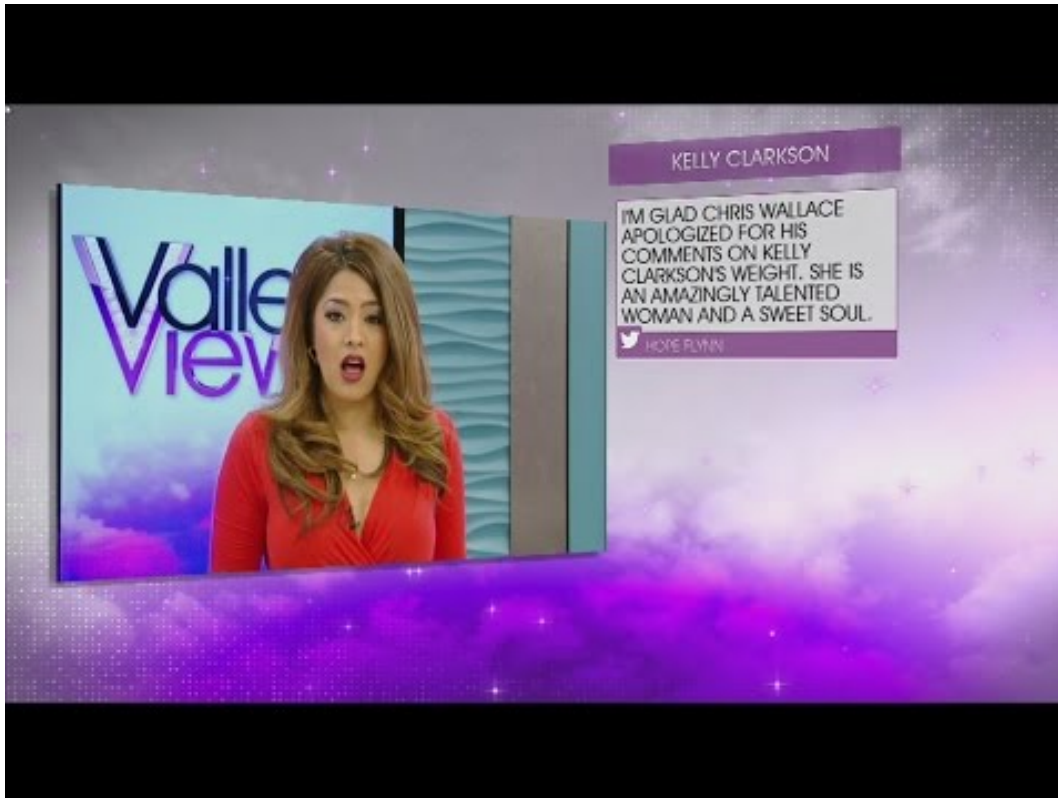 Valle
View
KELLY CLARKSON
I'M GLAD CHRIS WALLACE
APOLOGIZED FOR HIS
COMMENTS ON KELLY
CLARKSON'S WEIGHT. SHE IS
AN AMAZINGLY TALENTED
WOMAN AND A SWEET SOUL.
HOPE FLYNN